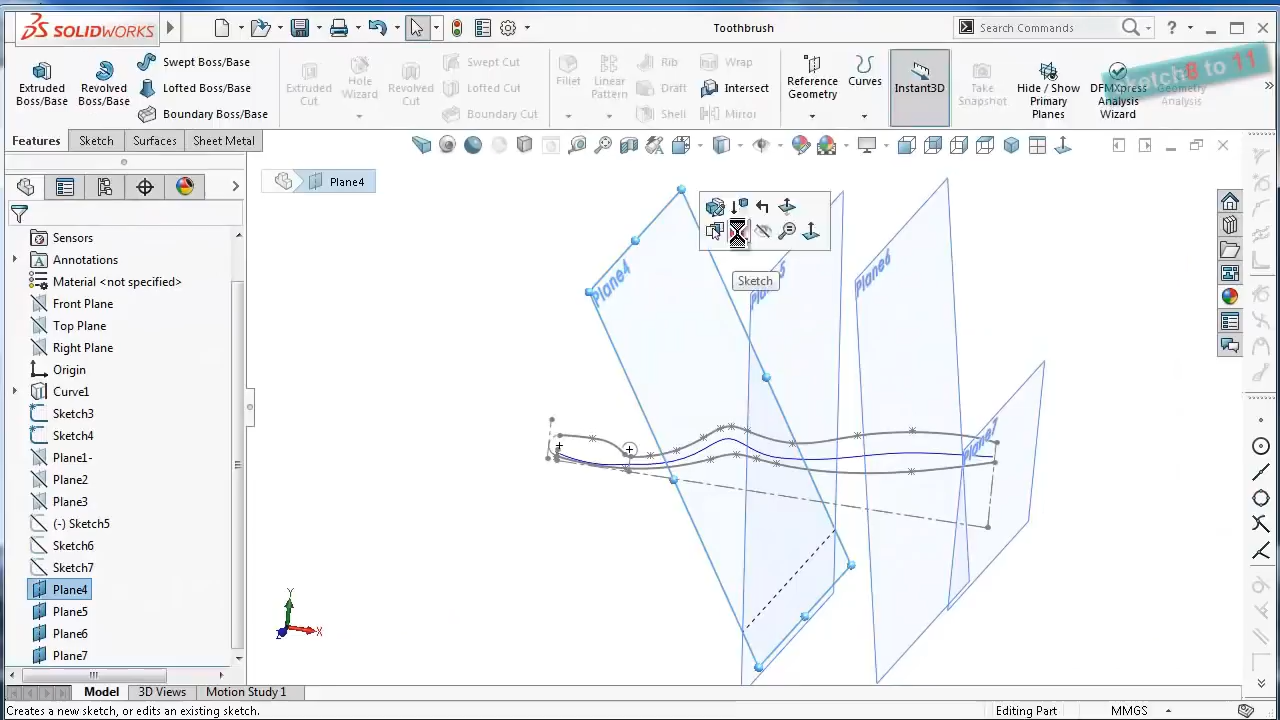 SOLIDWORKS
Toothbrush
Search Commands
Extruded Boss/Base
Revolved Boss/Base
Swept Boss/Base
Lofted Boss/Base
Boundary Boss/Base
Extruded Cut
Hole Wizard
Revolved Cut
Swept Cut
Lofted Cut
Boundary Cut
Fillet
Linear Pattern
Rib
Draft
Shell
Wrap
Intersect
Mirror
Reference Geometry
Curves
Instant3D
Take Snapshot
Hide / Show Primary Planes
DFMXpress Analysis Wizard
Geometry Analysis
Sketch8 to 11
Features
Sketch
Surfaces
Sheet Metal
Plane4
Sensors
Annotations
Material <not specified>
Front Plane
Top Plane
Right Plane
Origin
Curve1
Sketch3
Sketch4
Plane1-
Plane2
Plane3
(-) Sketch5
Sketch6
Sketch7
Plane4
Plane5
Plane6
Plane7
Plane4
Plane6
Plane7
Sketch
Y
X
Z
Model
3D Views
Motion Study 1
Creates a new sketch, or edits an existing sketch.
Editing Part
MMGS